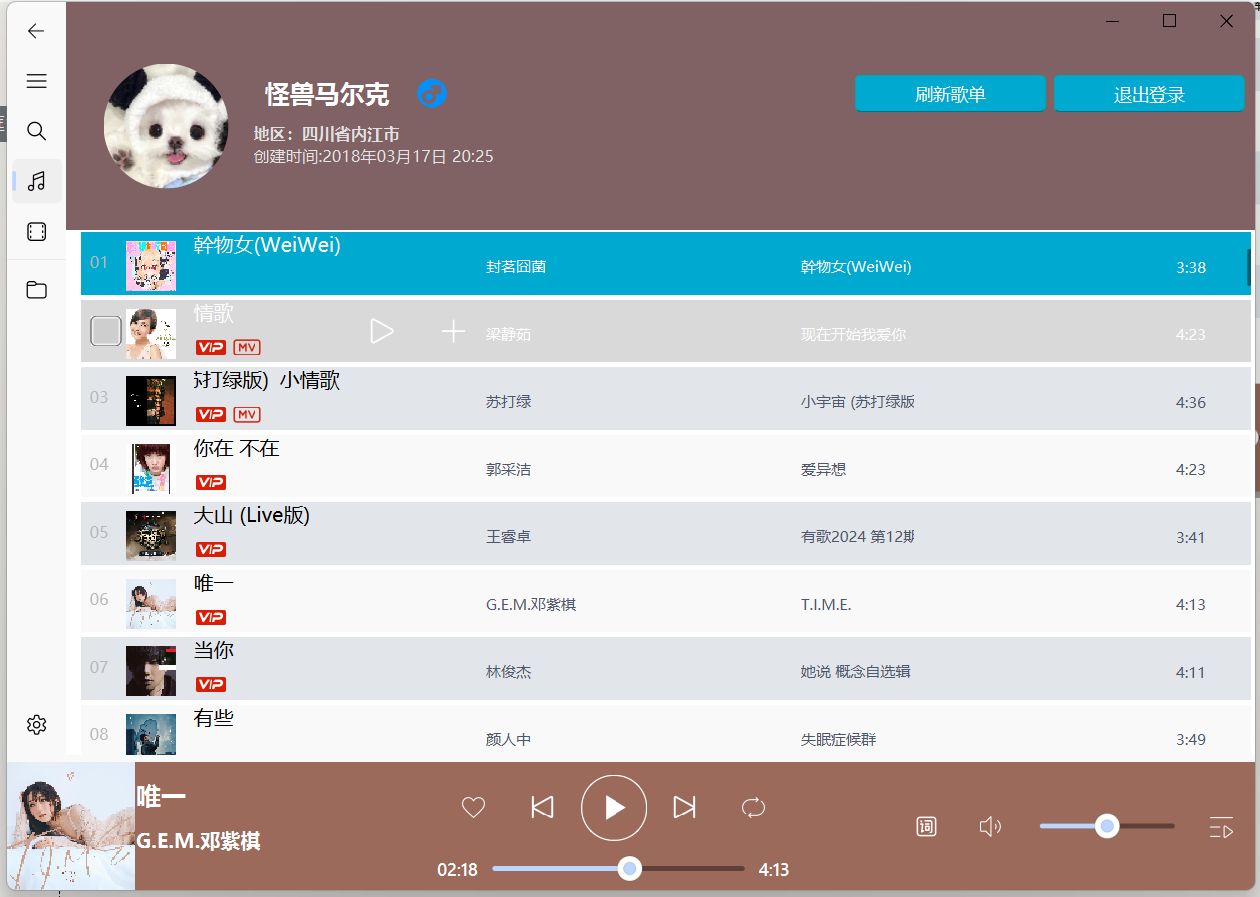 怪兽马尔克
地区：四川省内江市
创建时间:2018年03月17日 20:25
刷新歌单
退出登录
01 幹物女(WeiWei) 封茗囧菌 幹物女(WeiWei) 3:38
情歌 梁静茹 现在开始我爱你 4:23
VIP MV
03 苏打绿版) 小情歌 苏打绿 小宇宙 (苏打绿版 4:36
VIP MV
04 你在 不在 郭采洁 爱异想 4:23
VIP
05 大山 (Live版) 王睿卓 有歌2024 第12期 3:41
VIP
06 唯一 G.E.M.邓紫棋 T.I.M.E. 4:13
VIP
07 当你 林俊杰 她说 概念自选辑 4:11
VIP
08 有些 颜人中 失眠症候群 3:49
唯一
G.E.M.邓紫棋
02:18 4:13
词